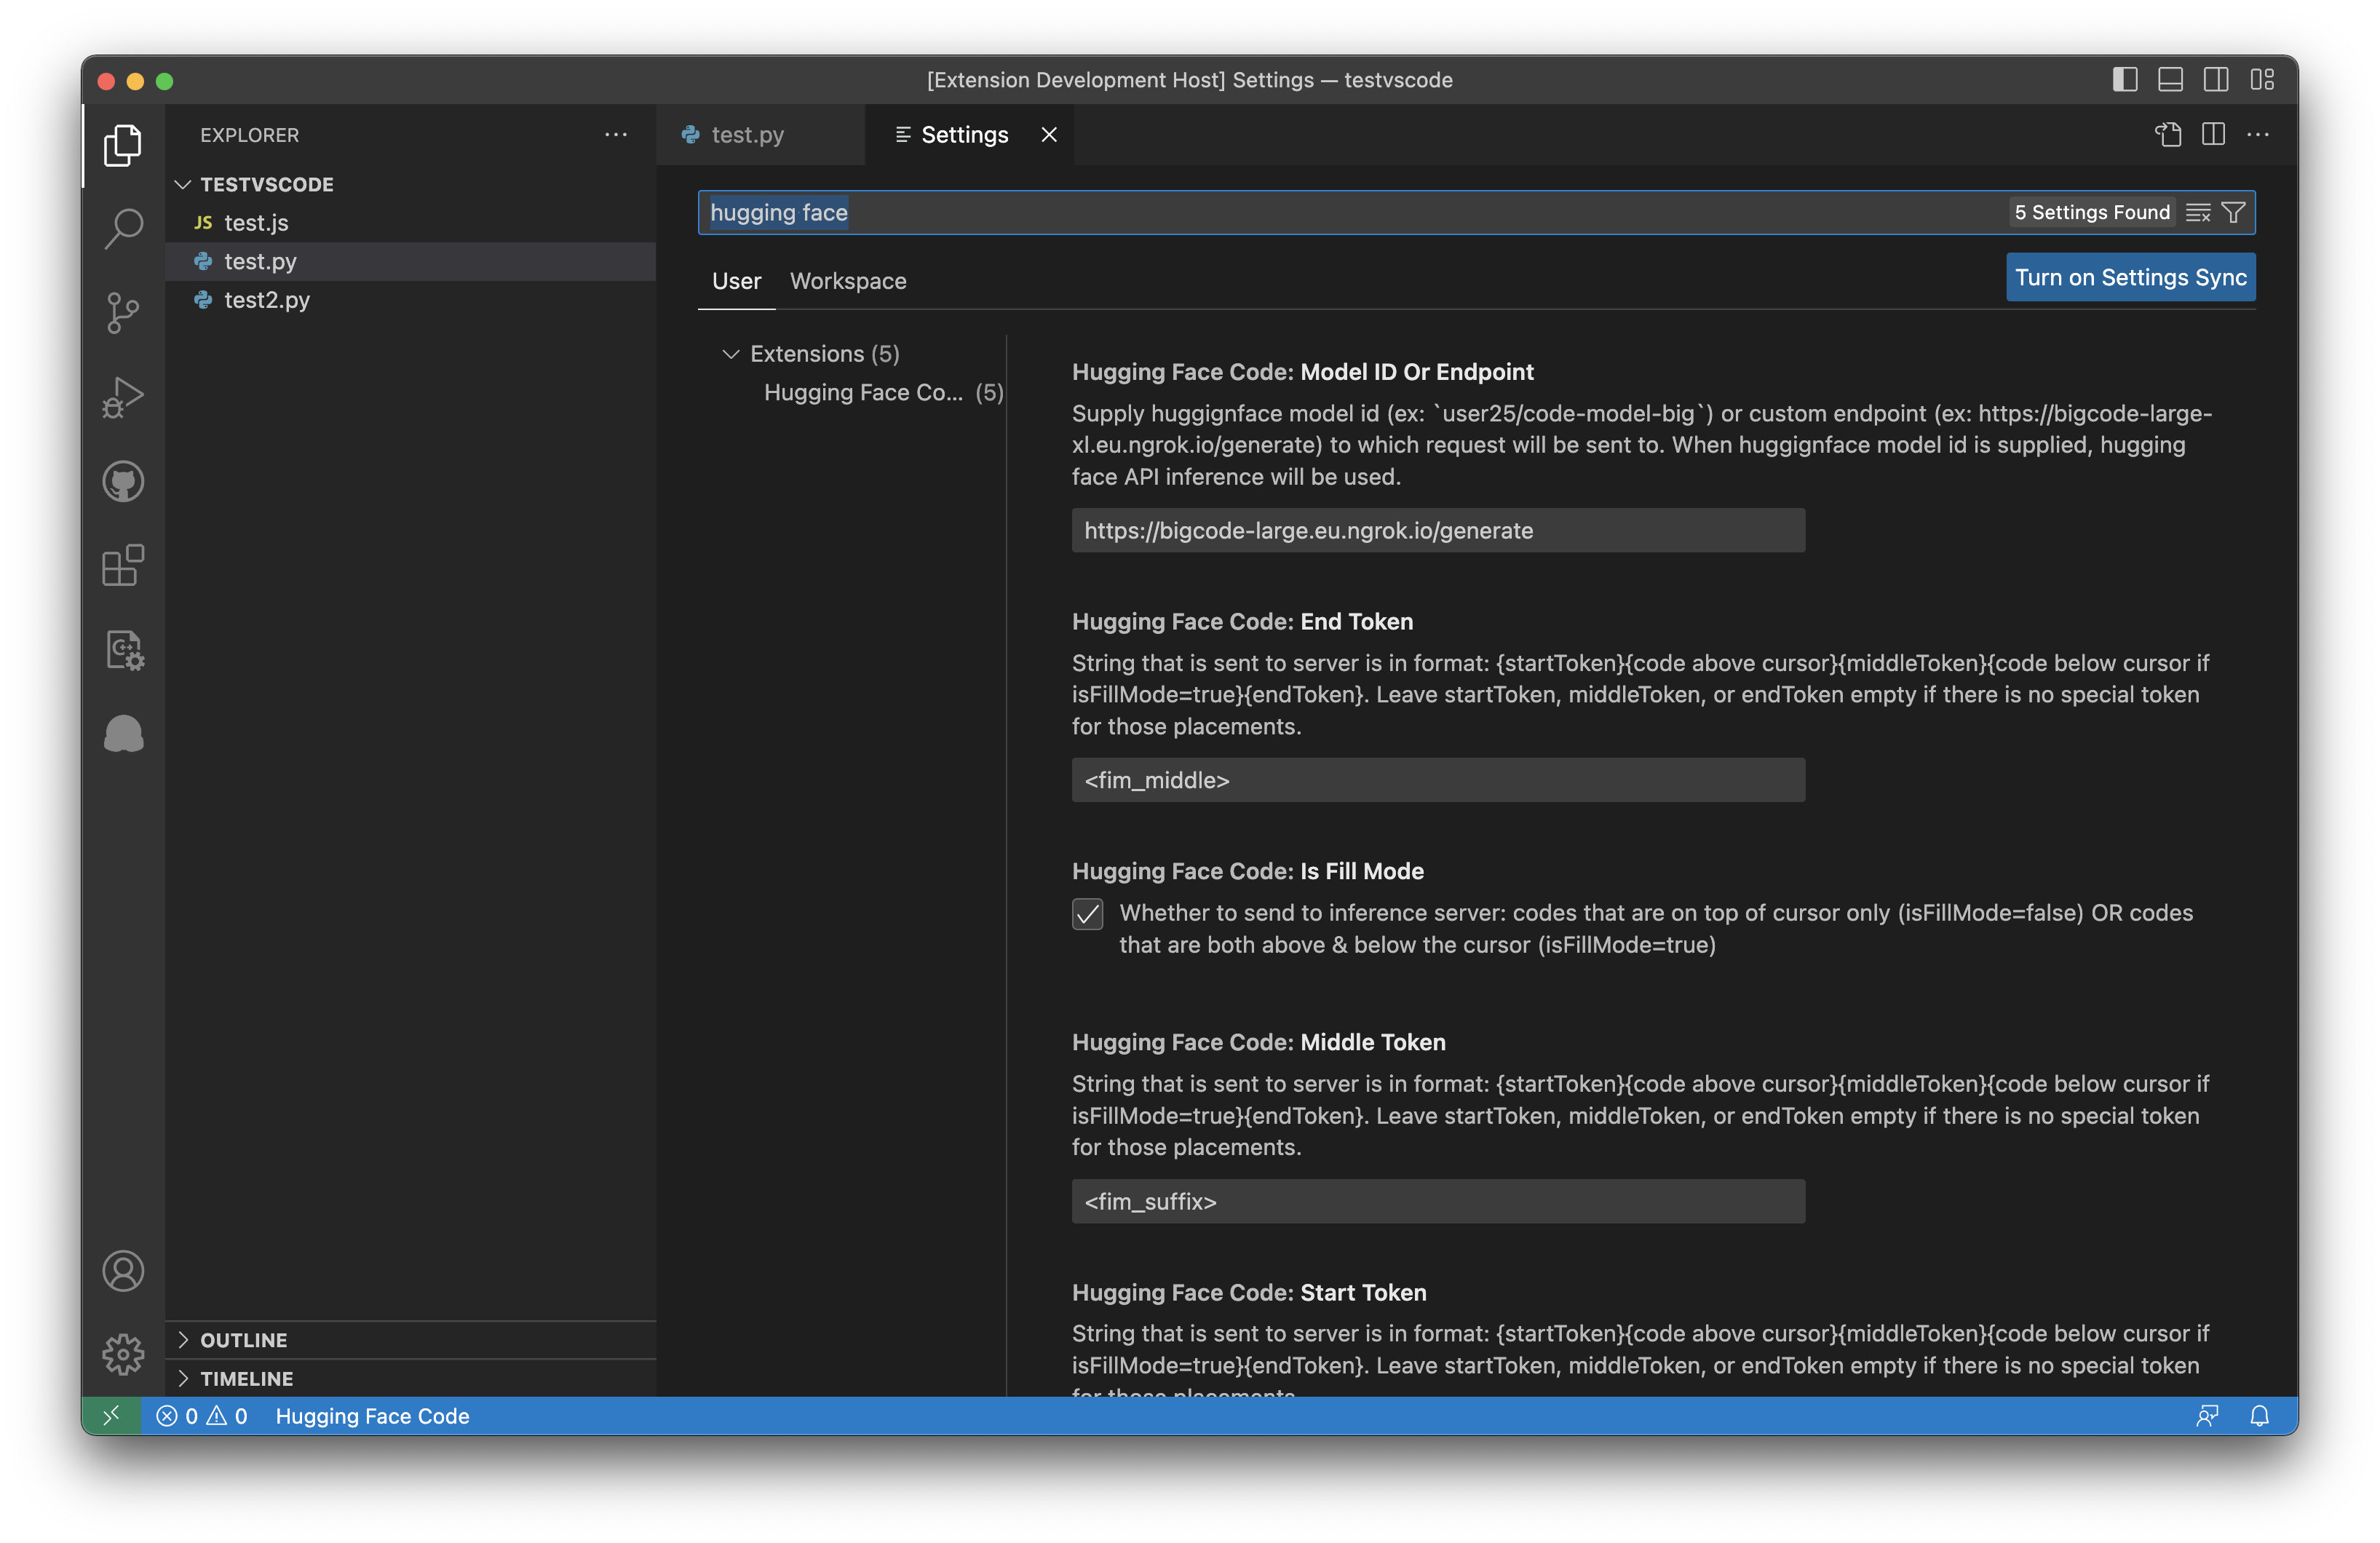 [Extension Development Host] Settings — testvscode
EXPLORER
TESTVSCODE
JS test.js
test.py
test2.py
OUTLINE
TIMELINE
test.py
Settings
hugging face
5 Settings Found
User
Workspace
Turn on Settings Sync
Extensions (5)
Hugging Face Co... (5)
Hugging Face Code: Model ID Or Endpoint
Supply huggignface model id (ex: `user25/code-model-big`) or custom endpoint (ex: https://bigcode-large-
xl.eu.ngrok.io/generate) to which request will be sent to. When huggignface model id is supplied, hugging
face API inference will be used.
https://bigcode-large.eu.ngrok.io/generate
Hugging Face Code: End Token
String that is sent to server is in format: {startToken}{code above cursor}{middleToken}{code below cursor if
isFillMode=true}{endToken}. Leave startToken, middleToken, or endToken empty if there is no special token
for those placements.
<fim_middle>
Hugging Face Code: Is Fill Mode
Whether to send to inference server: codes that are on top of cursor only (isFillMode=false) OR codes
that are both above & below the cursor (isFillMode=true)
Hugging Face Code: Middle Token
String that is sent to server is in format: {startToken}{code above cursor}{middleToken}{code below cursor if
isFillMode=true}{endToken}. Leave startToken, middleToken, or endToken empty if there is no special token
for those placements.
<fim_suffix>
Hugging Face Code: Start Token
String that is sent to server is in format: {startToken}{code above cursor}{middleToken}{code below cursor if
isFillMode=true}{endToken}. Leave startToken, middleToken, or endToken empty if there is no special token
for those placements.
0 0 Hugging Face Code